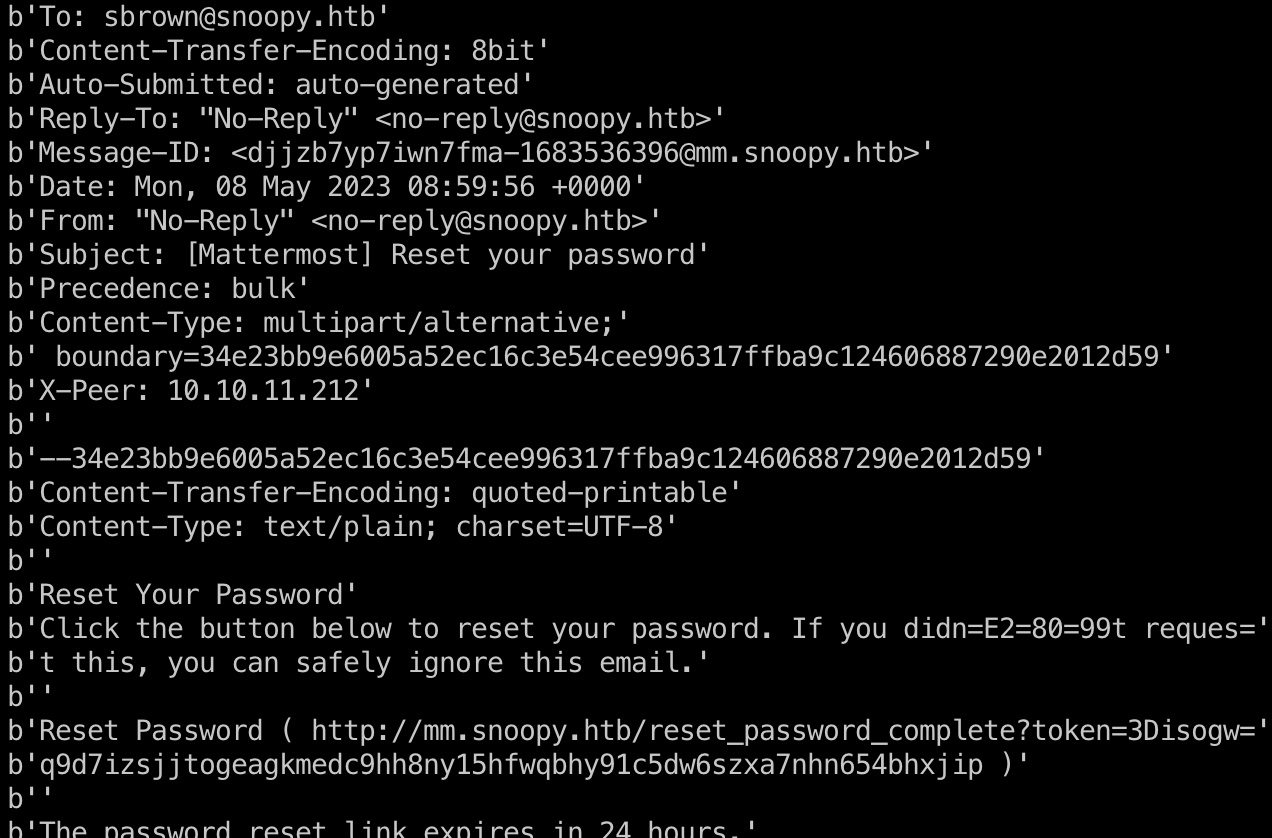 b'To: sbrown@snoopy.htb'
b'Content-Transfer-Encoding: 8bit'
b'Auto-Submitted: auto-generated'
b'Reply-To: "No-Reply" <no-reply@snoopy.htb>'
b'Message-ID: <djjzb7yp7iwn7fma-1683536396@mm.snoopy.htb>'
b'Date: Mon, 08 May 2023 08:59:56 +0000'
b'From: "No-Reply" <no-reply@snoopy.htb>'
b'Subject: [Mattermost] Reset your password'
b'Precedence: bulk'
b'Content-Type: multipart/alternative;'
b' boundary=34e23bb9e6005a52ec16c3e54cee996317ffba9c124606887290e2012d59'
b'X-Peer: 10.10.11.212'
b''
b'--34e23bb9e6005a52ec16c3e54cee996317ffba9c124606887290e2012d59'
b'Content-Transfer-Encoding: quoted-printable'
b'Content-Type: text/plain; charset=UTF-8'
b''
b'Reset Your Password'
b'Click the button below to reset your password. If you didn=E2=80=99t reques='
b't this, you can safely ignore this email.'
b''
b'Reset Password ( http://mm.snoopy.htb/reset_password_complete?token=3Disogw='
b'q9d7izsjjtogeagkmedc9hh8ny15hfwqbhy91c5dw6szxa7nhn654bhxjip )'
b''
b'The password reset link expires in 24 hours.'